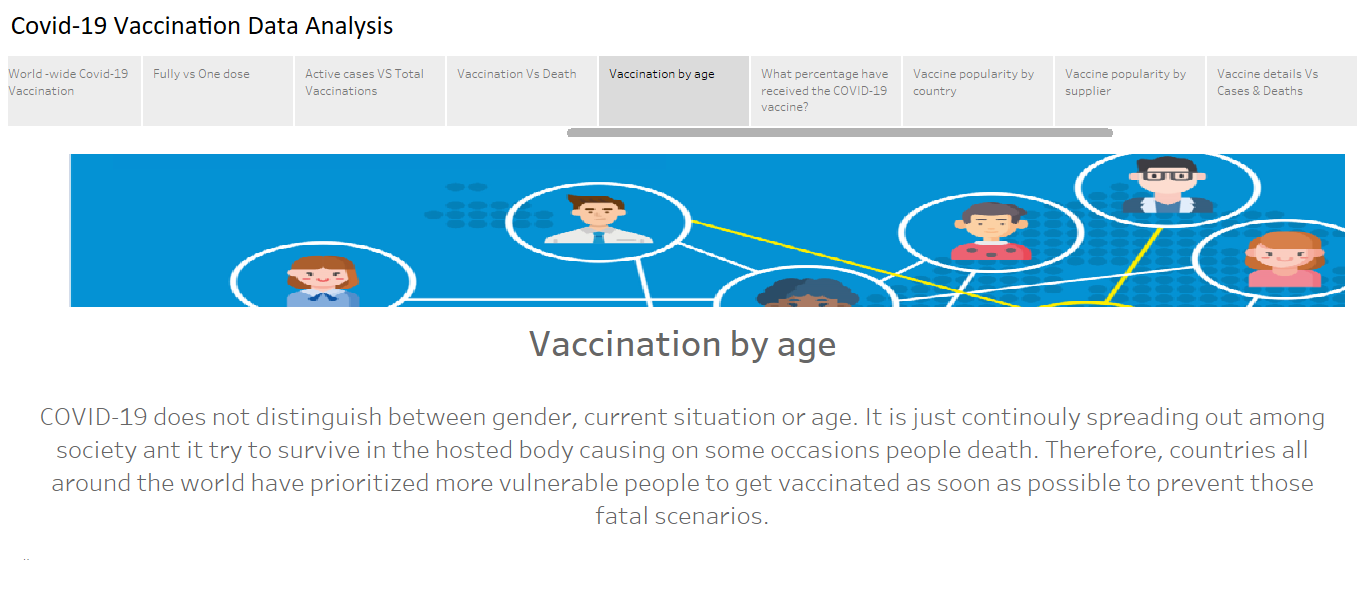 Covid-19 Vaccination Data Analysis
World -wide Covid-19
Vaccination
Fully vs One dose
Active cases VS Total
Vaccinations
Vaccination Vs Death
Vaccination by age
What percentage have
received the COVID-19
vaccine?
Vaccine popularity by
country
Vaccine popularity by
supplier
Vaccine details Vs
Cases & Deaths
Vaccination by age
COVID-19 does not distinguish between gender, current situation or age. It is just continouly spreading out among
society ant it try to survive in the hosted body causing on some occasions people death. Therefore, countries all
around the world have prioritized more vulnerable people to get vaccinated as soon as possible to prevent those
fatal scenarios.
..